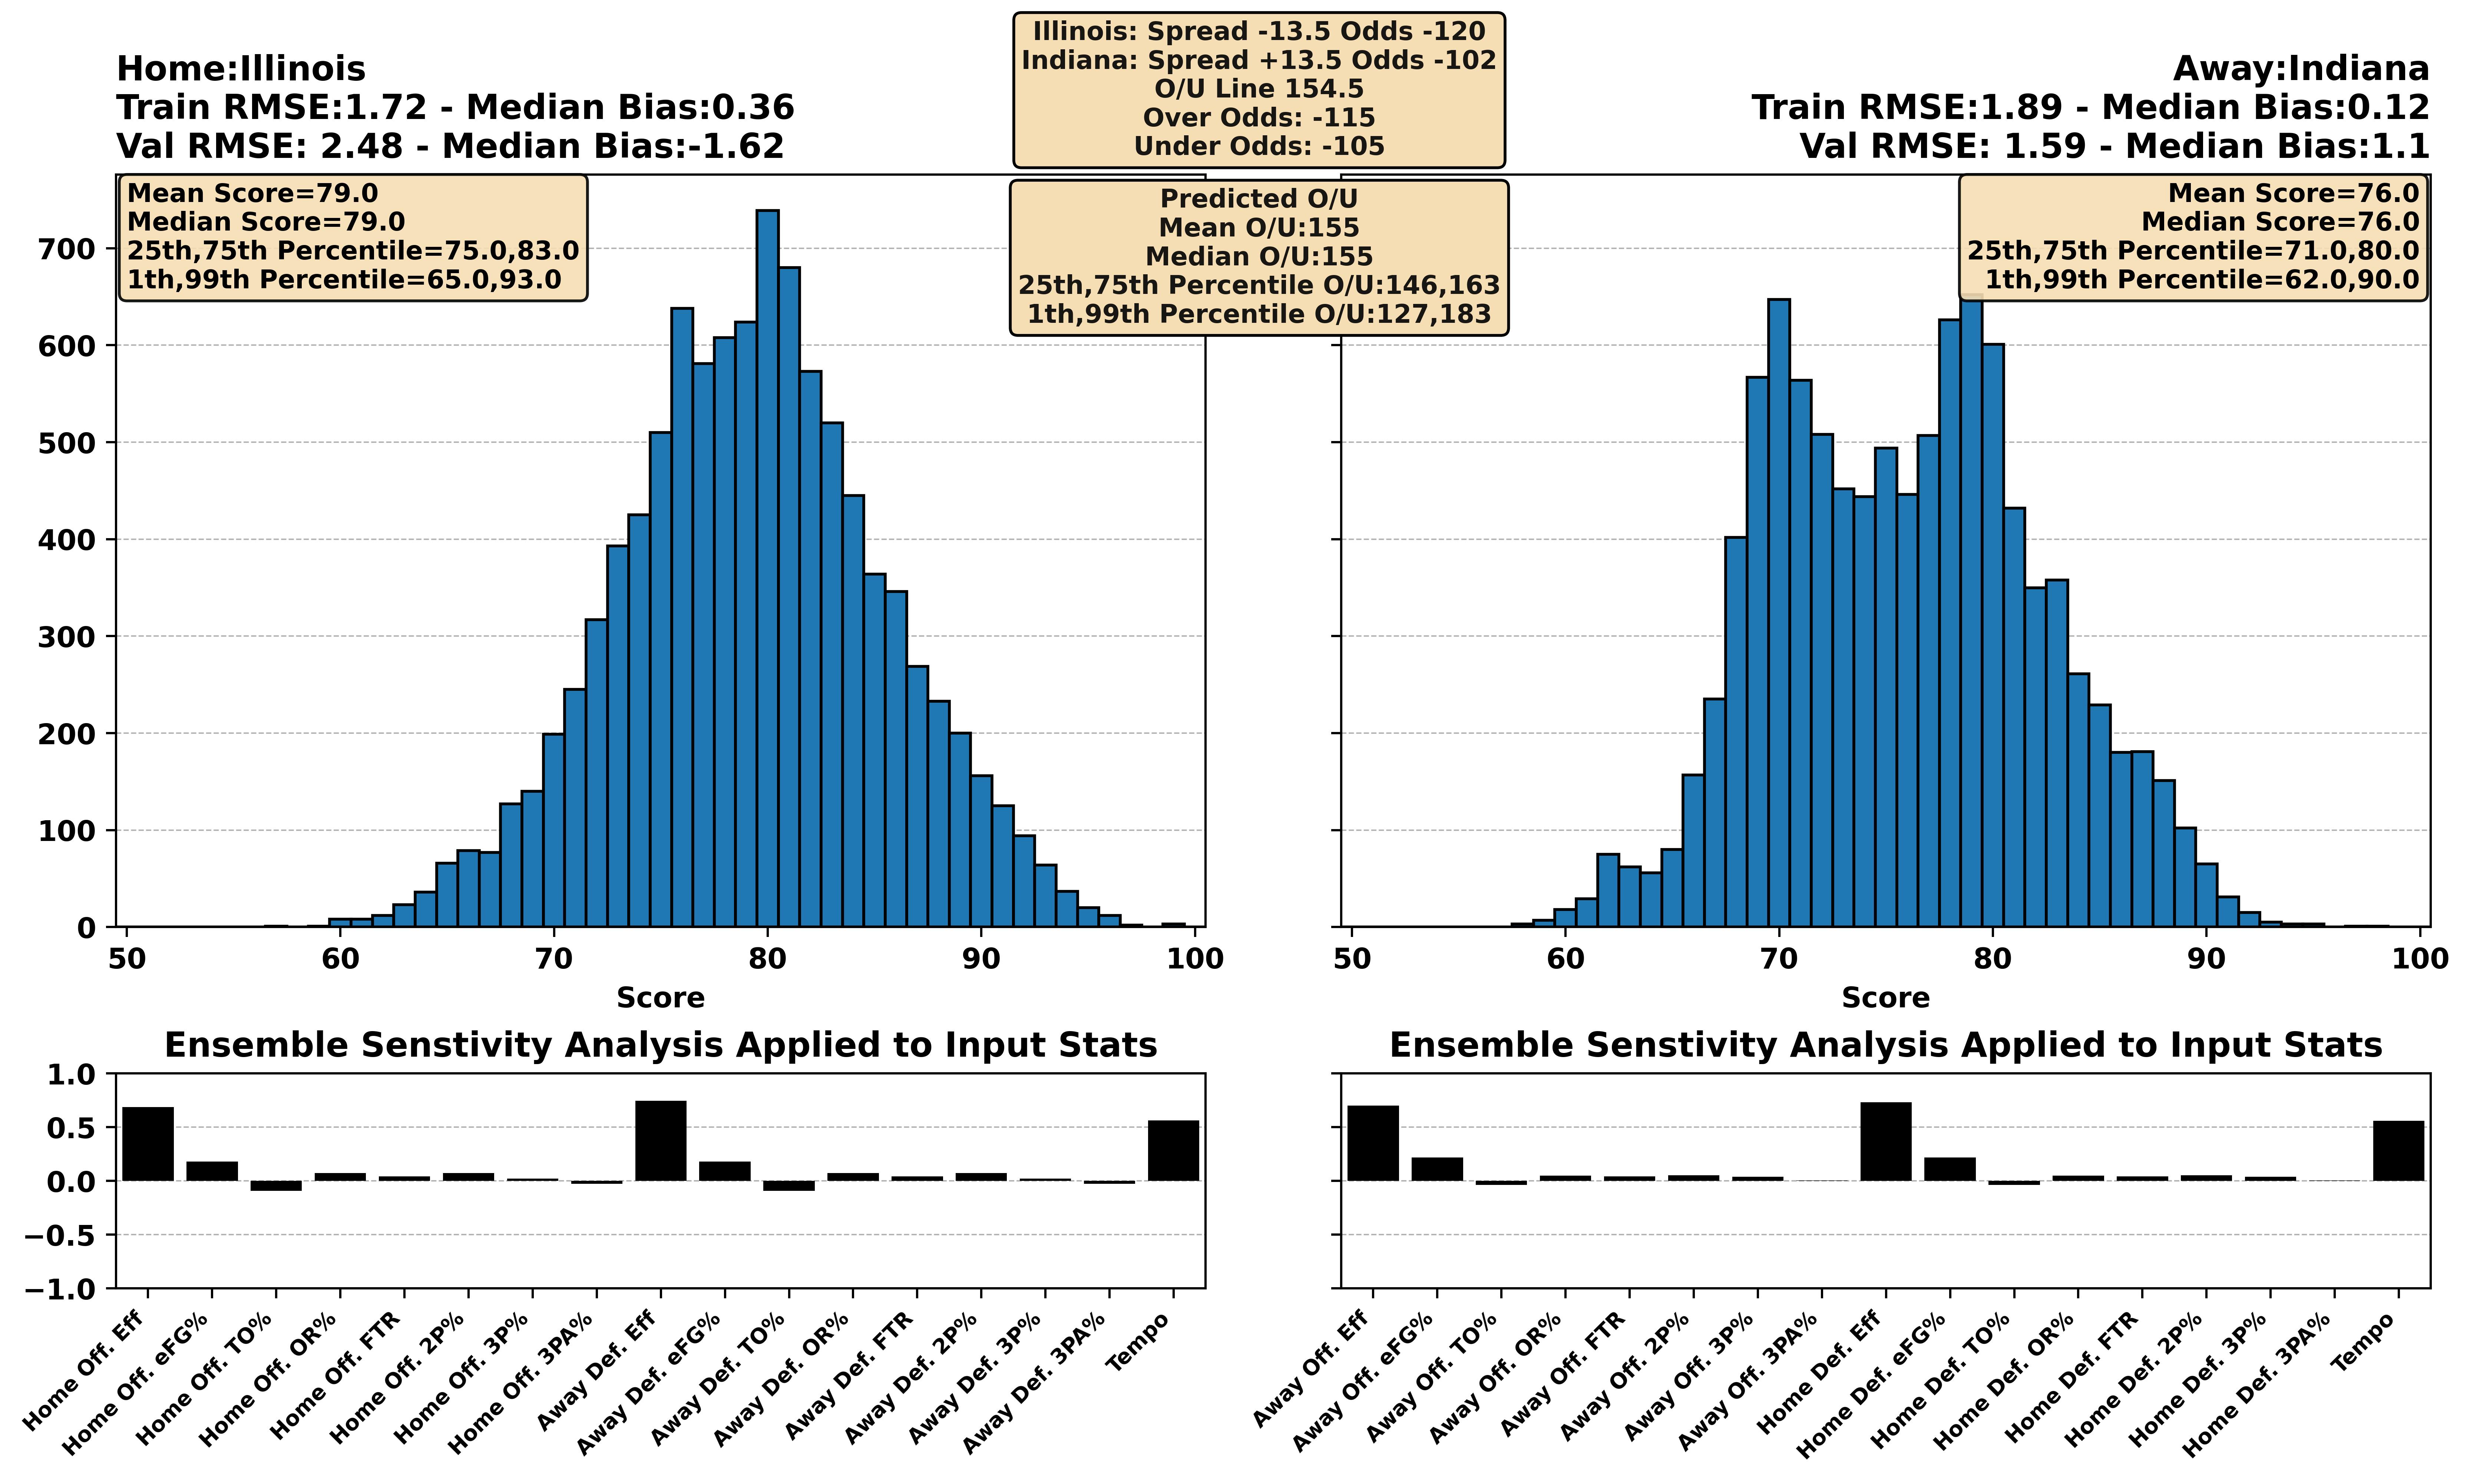 Illinois: Spread -13.5 Odds -120
Indiana: Spread +13.5 Odds -102
O/U Line 154.5
Over Odds: -115
Under Odds: -105
Home:Illinois
Train RMSE:1.72 - Median Bias:0.36
Val RMSE: 2.48 - Median Bias:-1.62
Away:Indiana
Train RMSE:1.89 - Median Bias:0.12
Val RMSE: 1.59 - Median Bias:1.1
Mean Score=79.0
Median Score=79.0
25th,75th Percentile=75.0,83.0
1th,99th Percentile=65.0,93.0
Predicted O/U
Mean O/U:155
Median O/U:155
25th,75th Percentile O/U:146,163
1th,99th Percentile O/U:127,183
Mean Score=76.0
Median Score=76.0
25th,75th Percentile=71.0,80.0
1th,99th Percentile=62.0,90.0
700
600
500
400
300
200
100
0
50 60 70 80 90 100
Score
50 60 70 80 90 100
Score
Ensemble Senstivity Analysis Applied to Input Stats
1.0
0.5
0.0
−0.5
−1.0
Home Off. Eff
Home Off. eFG%
Home Off. TO%
Home Off. OR%
Home Off. FTR
Home Off. 2P%
Home Off. 3P%
Home Off. 3PA%
Away Def. Eff
Away Def. eFG%
Away Def. TO%
Away Def. OR%
Away Def. FTR
Away Def. 2P%
Away Def. 3P%
Away Def. 3PA%
Tempo
Ensemble Senstivity Analysis Applied to Input Stats
Away Off. Eff
Away Off. eFG%
Away Off. TO%
Away Off. OR%
Away Off. FTR
Away Off. 2P%
Away Off. 3P%
Away Off. 3PA%
Home Def. Eff
Home Def. eFG%
Home Def. TO%
Home Def. OR%
Home Def. FTR
Home Def. 2P%
Home Def. 3P%
Home Def. 3PA%
Tempo